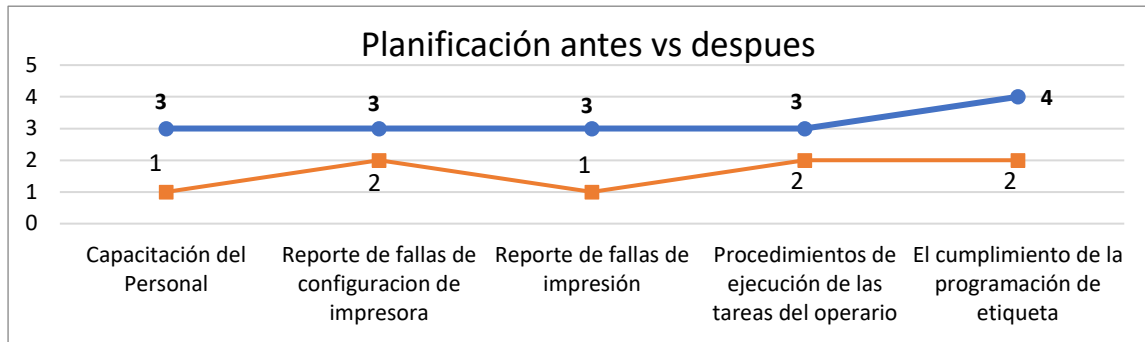 Planificación antes vs despues
5
4
3
2
1
0
3
3
3
3
4
1
2
1
2
2
Capacitación del
Personal
Reporte de fallas de
configuracion de
impresora
Reporte de fallas de
impresión
Procedimientos de
ejecución de las
tareas del operario
El cumplimiento de la
programación de
etiqueta